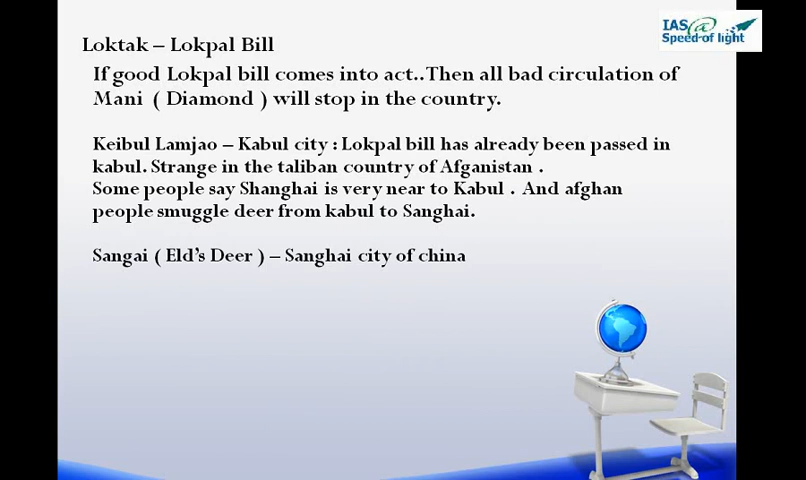 IAS@
Speed of light
Loktak – Lokpal Bill
If good Lokpal bill comes into act..Then all bad circulation of
Mani ( Diamond ) will stop in the country.
Keibul Lamjao – Kabul city : Lokpal bill has already been passed in
kabul. Strange in the taliban country of Afganistan .
Some people say Shanghai is very near to Kabul . And afghan
people smuggle deer from kabul to Sanghai.
Sangai ( Eld's Deer ) – Sanghai city of china